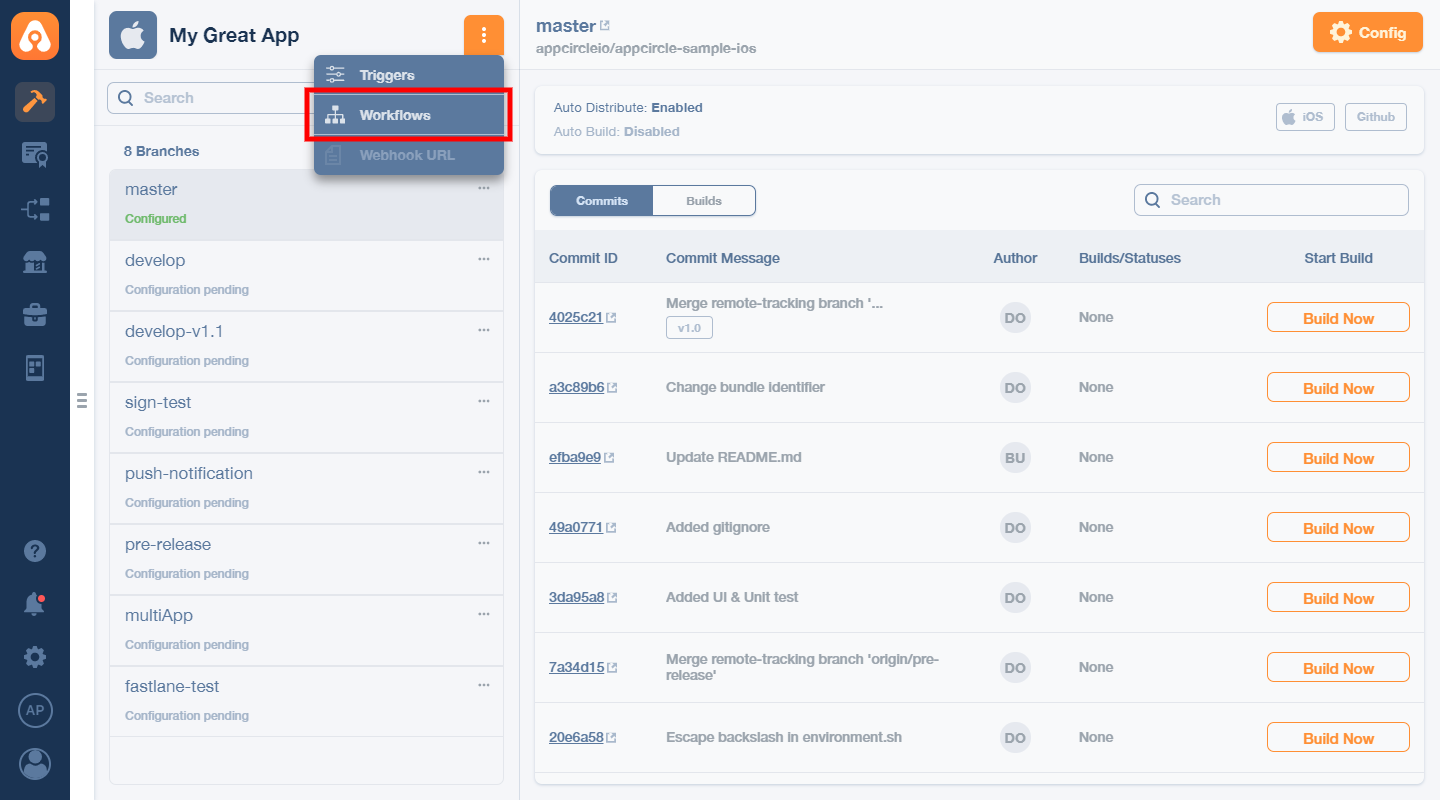 My Great App
Triggers
Workflows
Webhook URL
Search
8 Branches
master
Configured
develop
Configuration pending
develop-v1.1
Configuration pending
sign-test
Configuration pending
push-notification
Configuration pending
pre-release
Configuration pending
multiApp
Configuration pending
fastlane-test
Configuration pending
AP
master
appcircleio/appcircle-sample-ios
Config
Auto Distribute: Enabled
Auto Build: Disabled
iOS
Github
Commits
Builds
Search
Commit ID Commit Message Author Builds/Statuses Start Build
4025c21 Merge remote-tracking branch '... DO None Build Now
v1.0
a3c89b6 Change bundle identifier DO None Build Now
efba9e9 Update README.md BU None Build Now
49a0771 Added gitignore DO None Build Now
3da95a8 Added UI & Unit test DO None Build Now
7a34d15 Merge remote-tracking branch 'origin/pre-
release' DO None Build Now
20e6a58 Escape backslash in environment.sh DO None Build Now